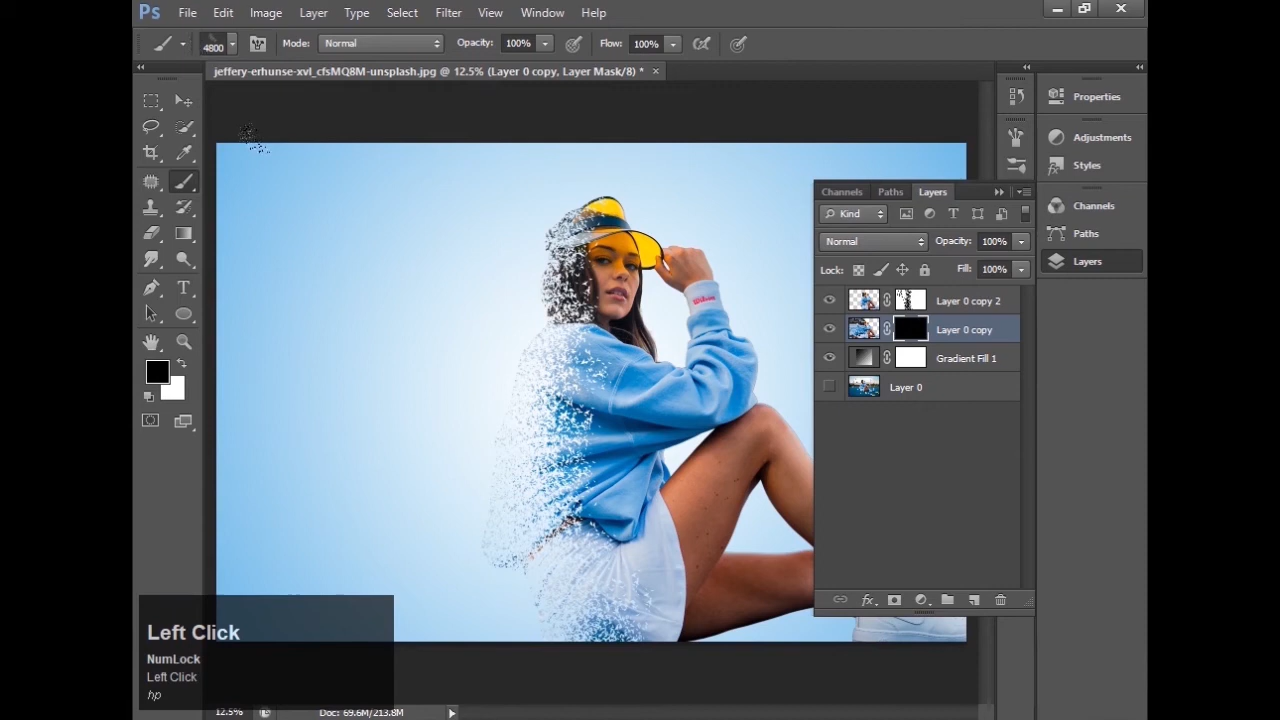 Ps File Edit Image Layer Type Select Filter View Window Help
4800 Mode: Normal Opacity: 100% Flow: 100%
jeffery-erhunse-xvl_cfsMQ8M-unsplash.jpg @ 12.5% (Layer 0 copy, Layer Mask/8) * ×
Properties
Adjustments
Styles
Channels
Paths
Layers
Channels Paths Layers
Kind
Normal Opacity: 100%
Lock: Fill: 100%
Layer 0 copy 2
Layer 0 copy
Gradient Fill 1
Layer 0
fx
Wilson
Left Click
NumLock
Left Click
hp
12.5% Doc: 69.6M/213.8M